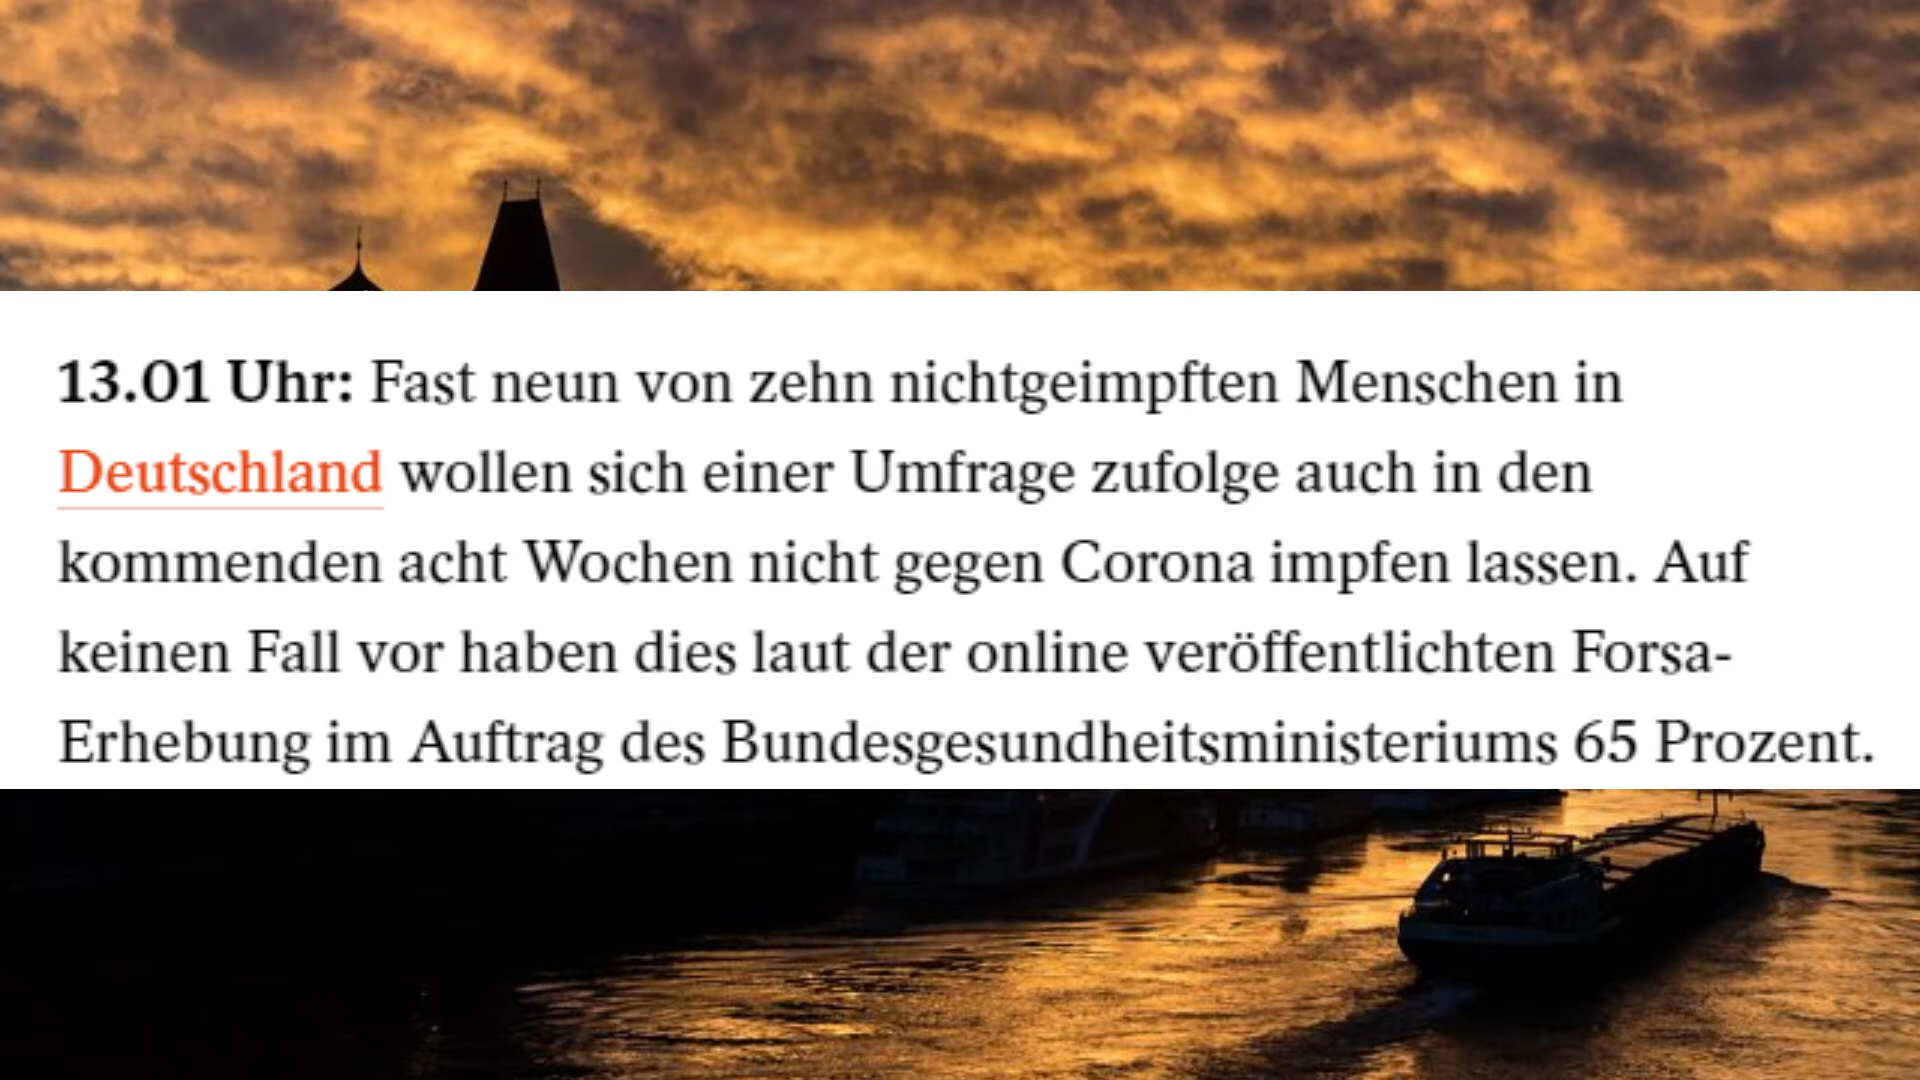 13.01 Uhr: Fast neun von zehn nichtgeimpften Menschen in
Deutschland wollen sich einer Umfrage zufolge auch in den
kommenden acht Wochen nicht gegen Corona impfen lassen. Auf
keinen Fall vor haben dies laut der online veröffentlichten Forsa-
Erhebung im Auftrag des Bundesgesundheitsministeriums 65 Prozent.